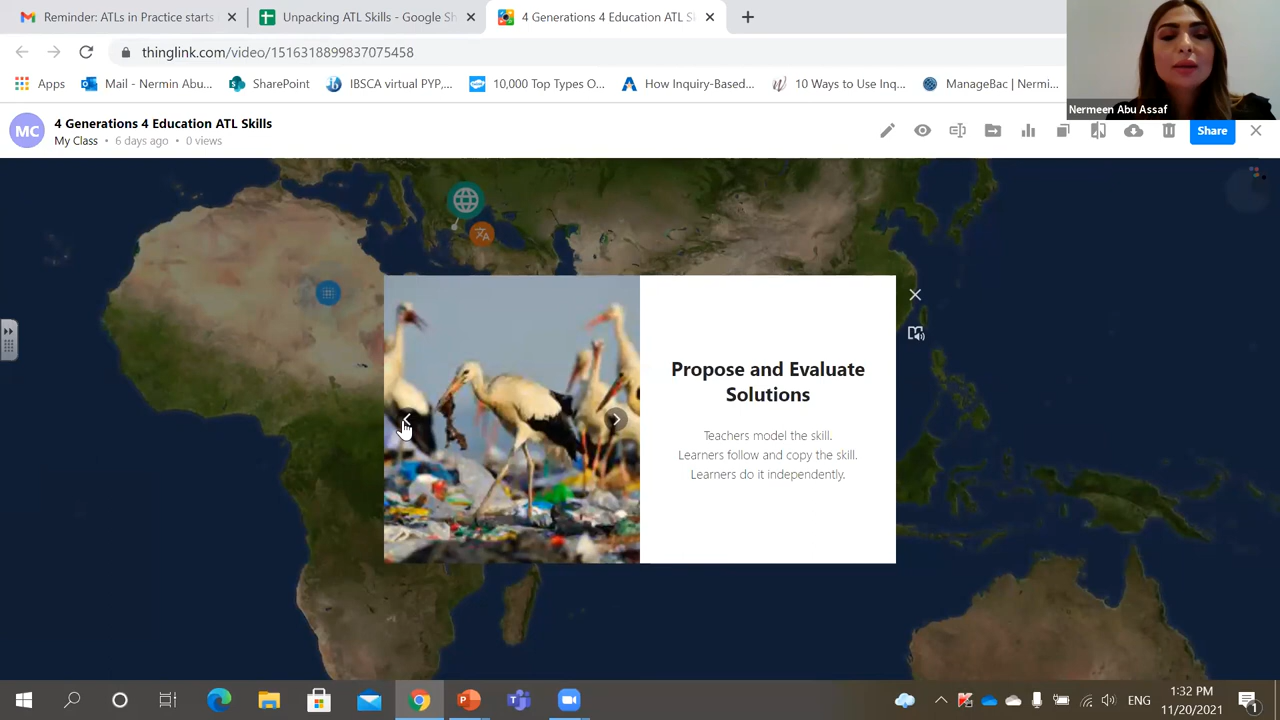 Reminder: ATLs in Practice starts
Unpacking ATL Skills - Google Sh
4 Generations 4 Education ATL S
thinglink.com/video/1516318899837075458
Apps
Mail - Nermin Abu...
SharePoint
IBSCA virtual PYP,...
10,000 Top Types O...
How Inquiry-Based...
10 Ways to Use Inq...
ManageBac | Nermi...
Nermeen Abu Assaf
MC
4 Generations 4 Education ATL Skills
My Class • 6 days ago • 0 views
Share
Propose and Evaluate
Solutions
Teachers model the skill.
Learners follow and copy the skill.
Learners do it independently.
ENG
1:32 PM
11/20/2021
1